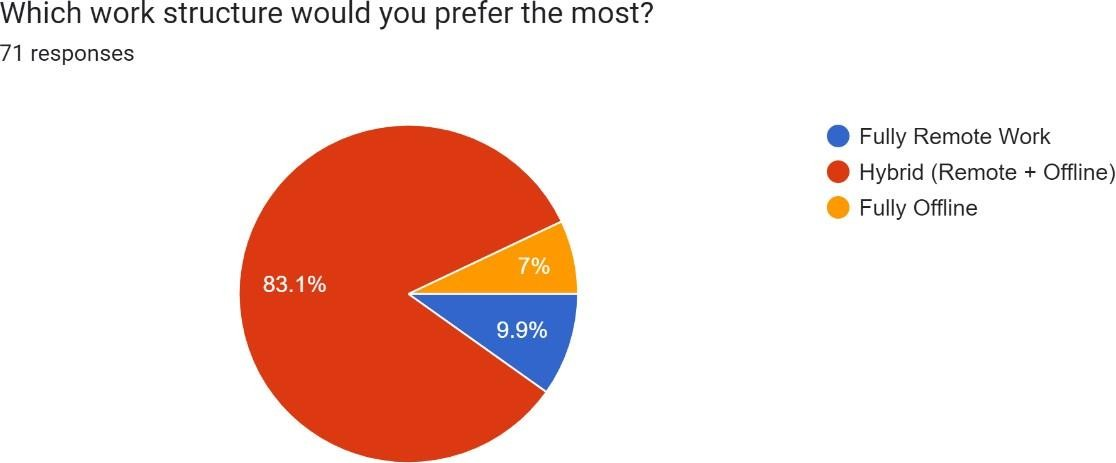 Which work structure would you prefer the most?
71 responses
Fully Remote Work
Hybrid (Remote + Offline)
Fully Offline
7%
83.1%
9.9%